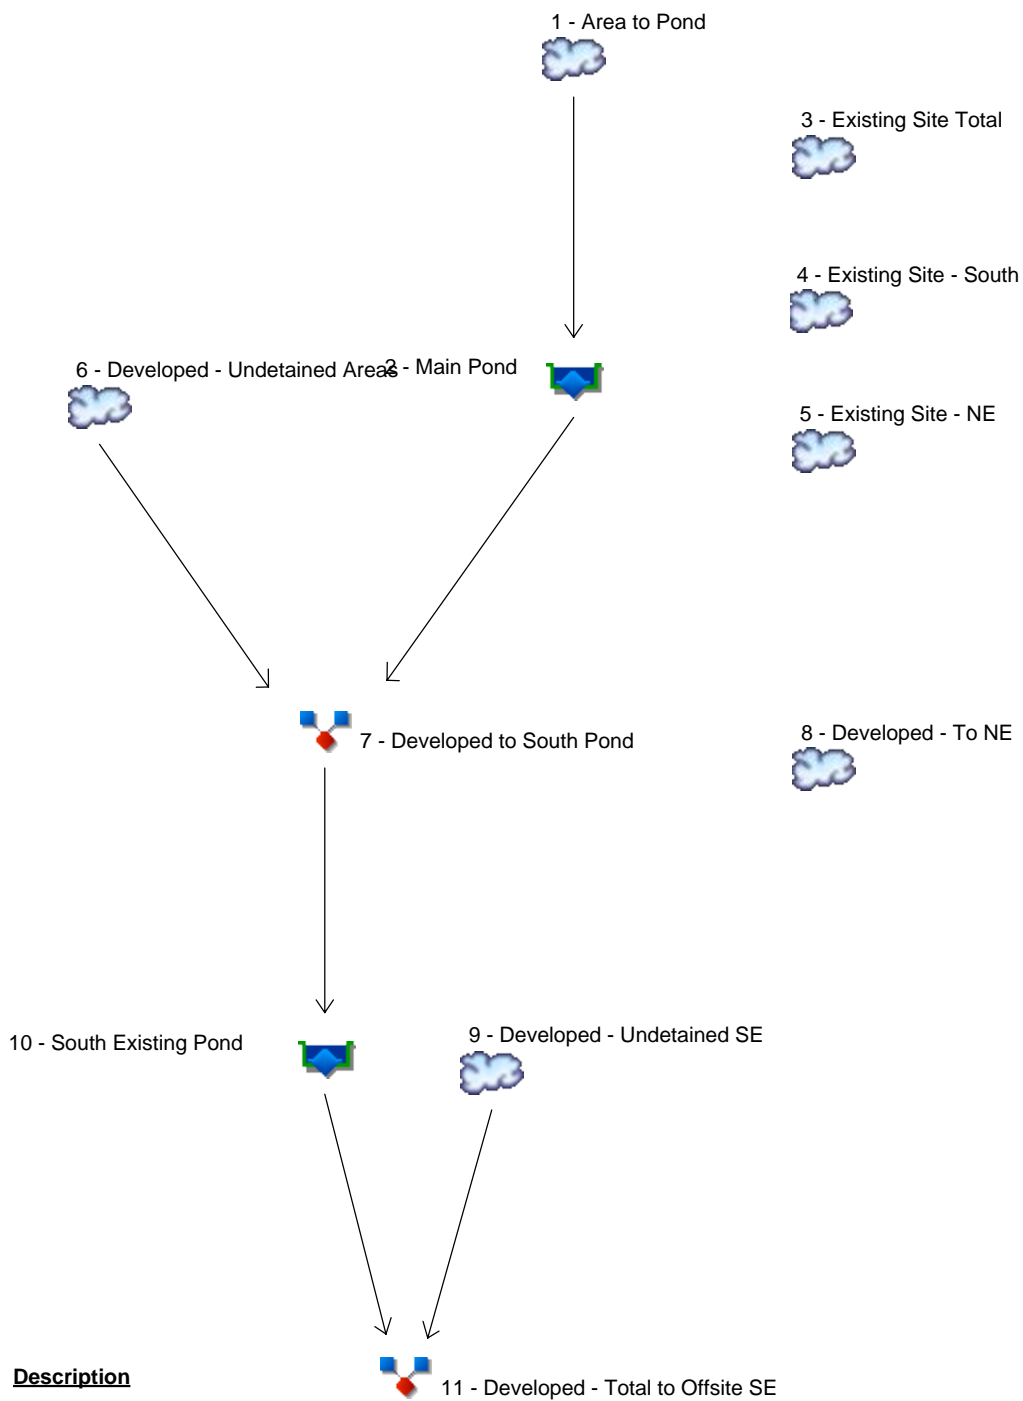 1 - Area to Pond
3 - Existing Site Total
4 - Existing Site - South
6 - Developed - Undetained Areas
2 - Main Pond
5 - Existing Site - NE
7 - Developed to South Pond
8 - Developed - To NE
10 - South Existing Pond
9 - Developed - Undetained SE
Description
11 - Developed - Total to Offsite SE